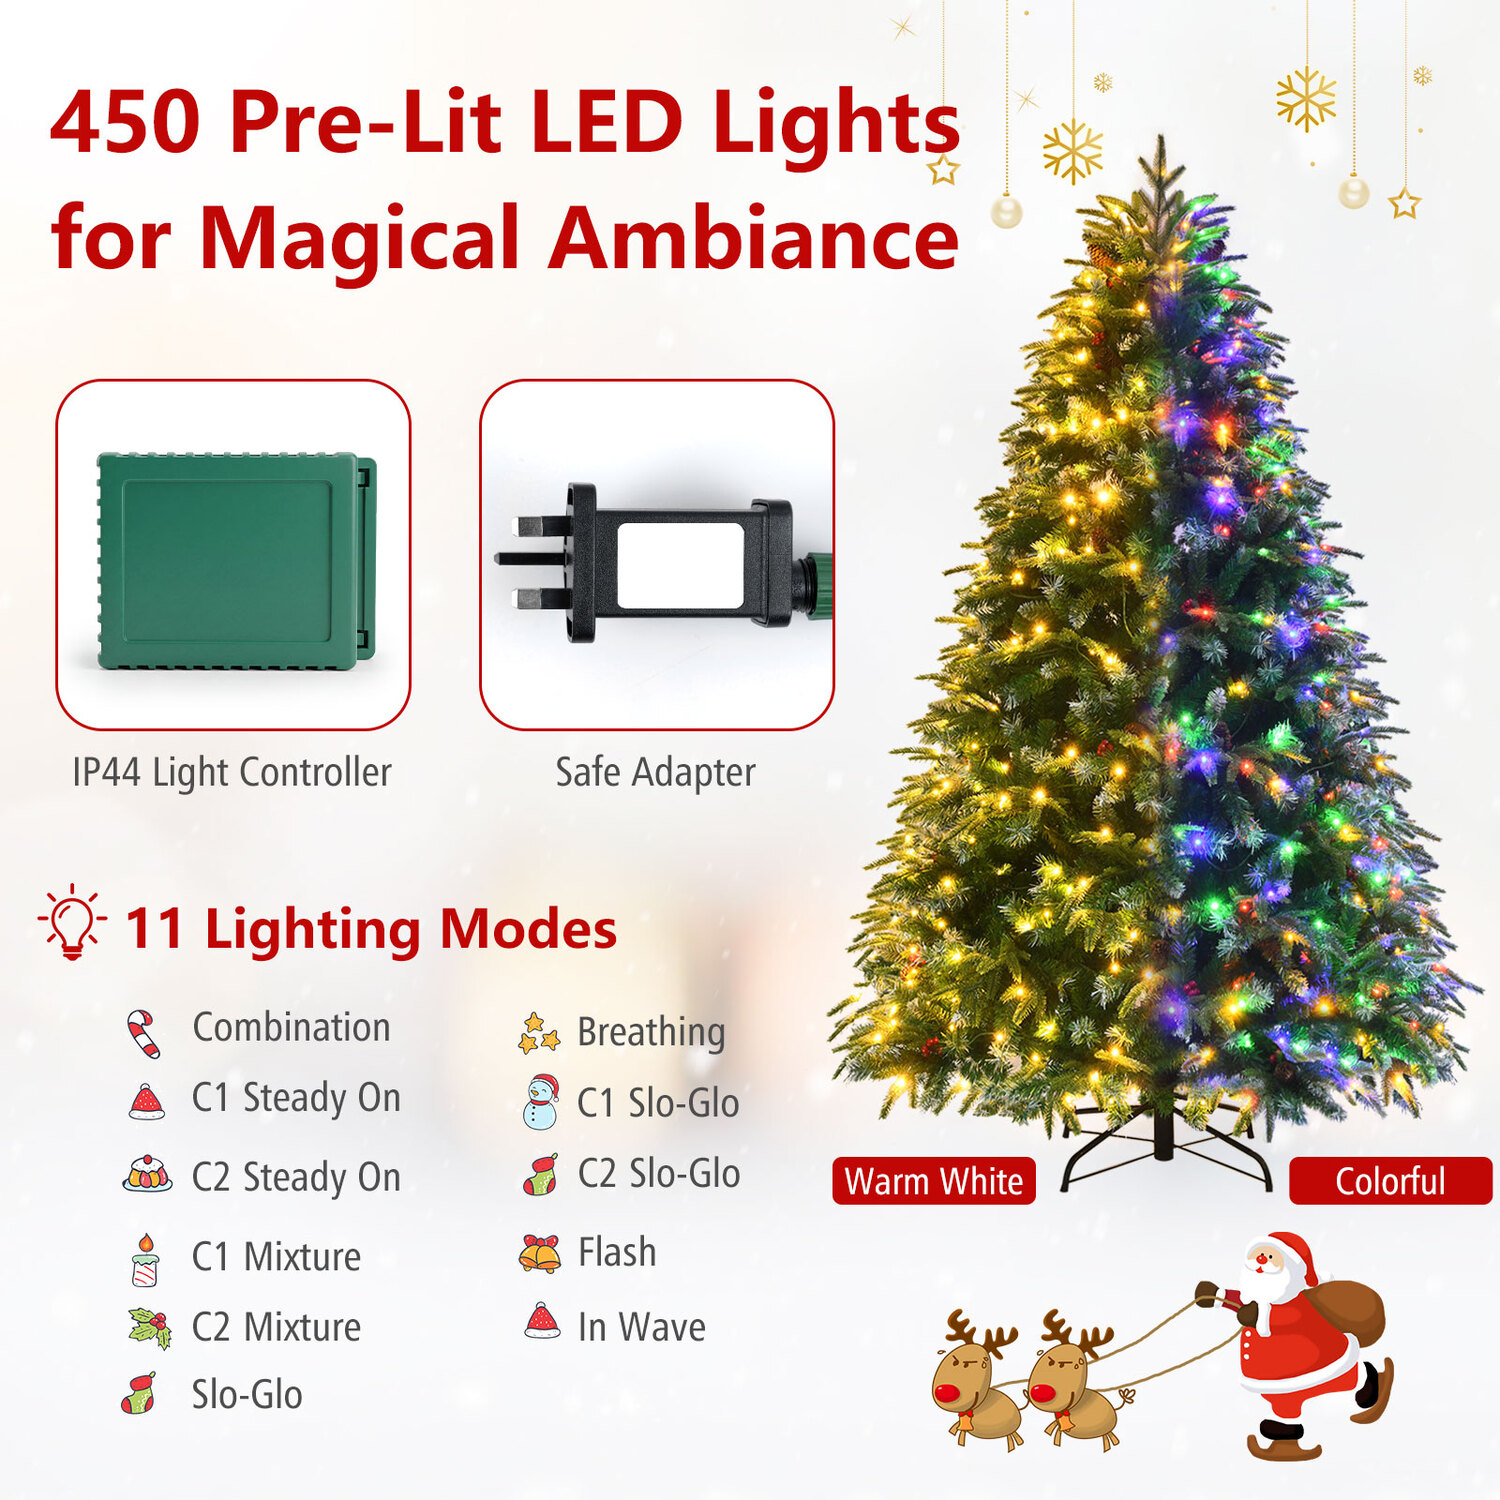 450 Pre-Lit LED Lights
for Magical Ambiance
IP44 Light Controller
Safe Adapter
11 Lighting Modes
Combination
C1 Steady On
C2 Steady On
C1 Mixture
C2 Mixture
Slo-Glo
Breathing
C1 Slo-Glo
C2 Slo-Glo
Flash
In Wave
Warm White
Colorful